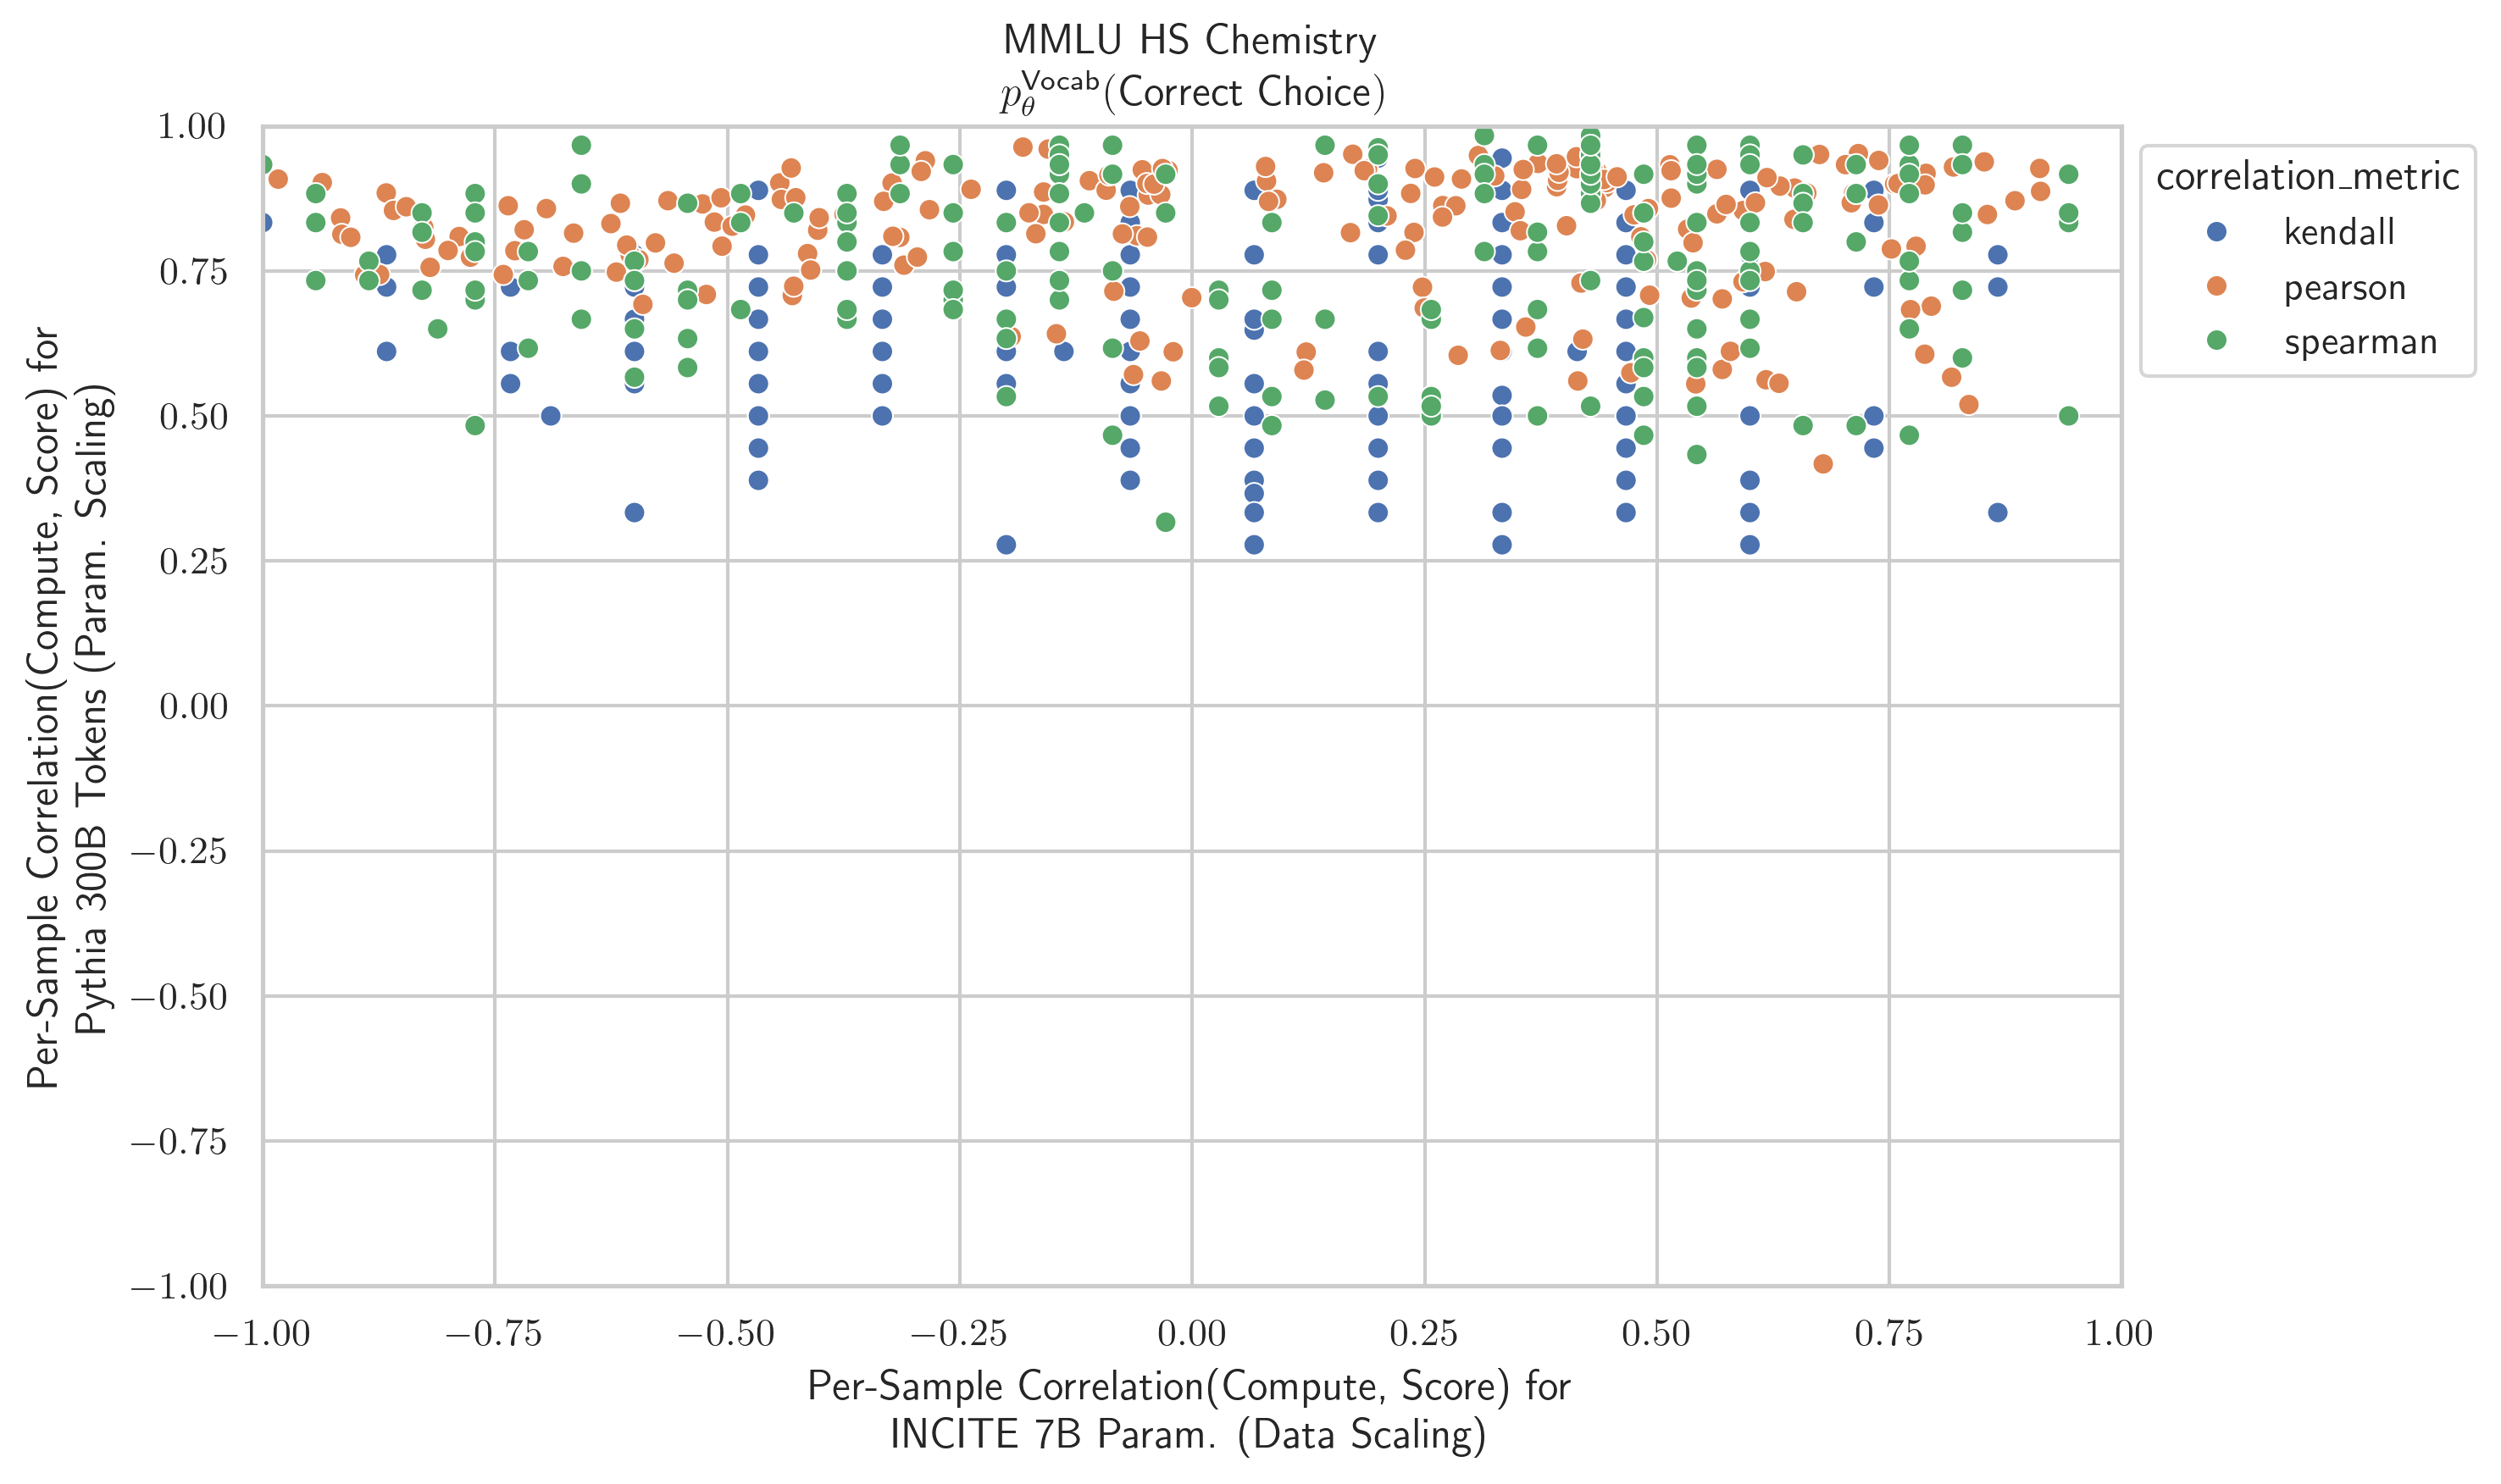 MMLU HS Chemistry
p_θ^Vocab(Correct Choice)
Per-Sample Correlation(Compute, Score) for
Pythia 300B Tokens (Param. Scaling)
1.00
0.75
0.50
0.25
0.00
−0.25
−0.50
−0.75
−1.00
−1.00 −0.75 −0.50 −0.25 0.00 0.25 0.50 0.75 1.00
Per-Sample Correlation(Compute, Score) for
INCITE 7B Param. (Data Scaling)
correlation_metric
kendall
pearson
spearman